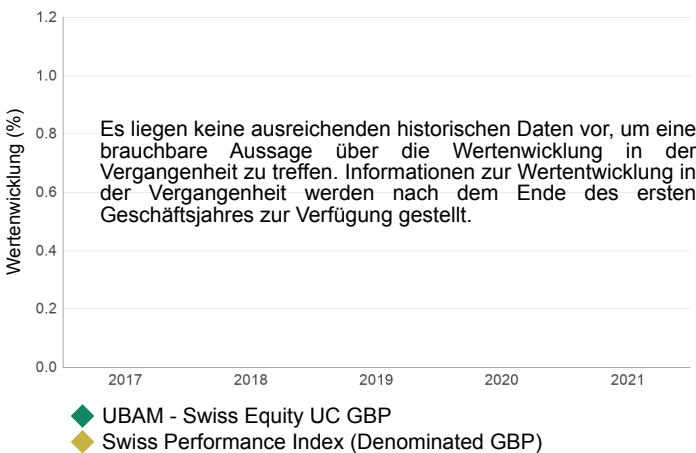 1.2
1.0
0.8
0.6
0.4
0.2
0.0
Wertenwicklung (%)
Es liegen keine ausreichenden historischen Daten vor, um eine
brauchbare Aussage über die Wertenwicklung in der
Vergangenheit zu treffen. Informationen zur Wertentwicklung in
der Vergangenheit werden nach dem Ende des ersten
Geschäftsjahres zur Verfügung gestellt.
2017 2018 2019 2020 2021
UBAM - Swiss Equity UC GBP
Swiss Performance Index (Denominated GBP)